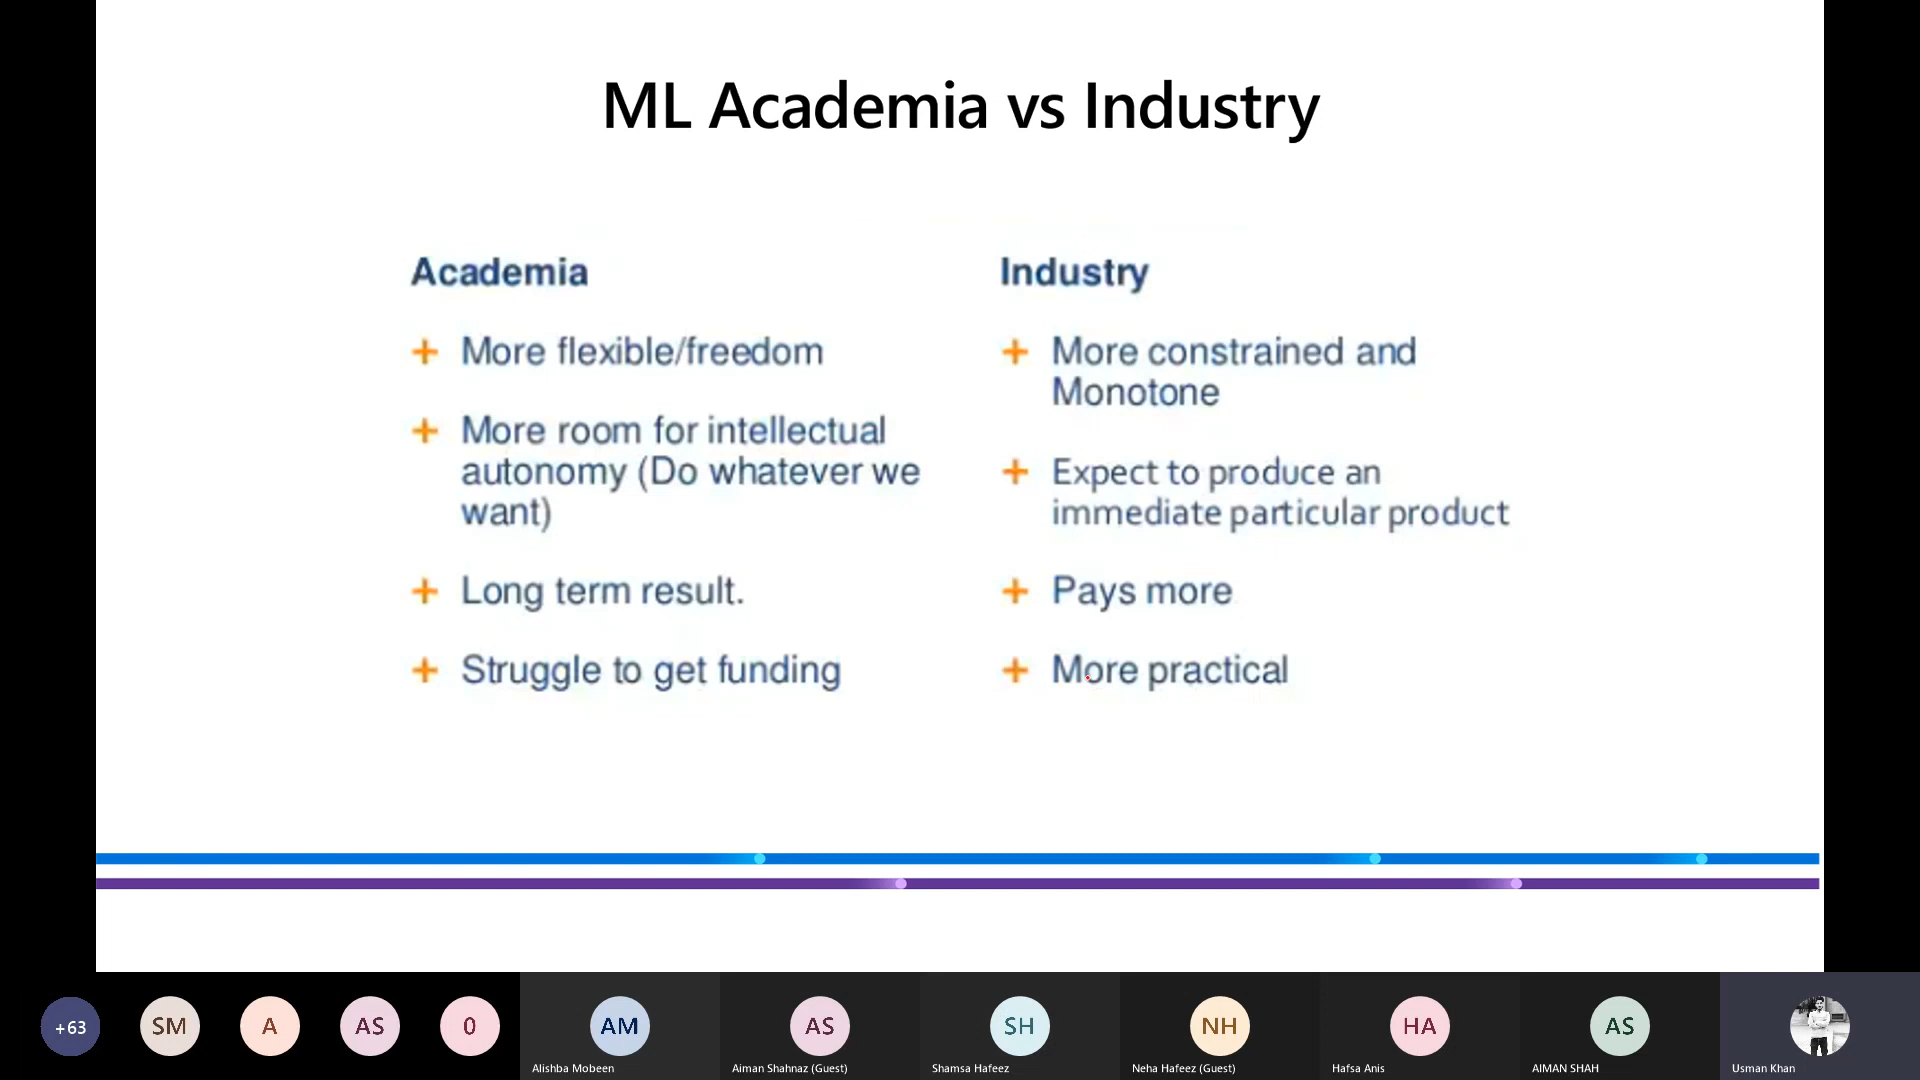 ML Academia vs Industry
Academia
+ More flexible/freedom
+ More room for intellectual
autonomy (Do whatever we
want)
+ Long term result.
+ Struggle to get funding
Industry
+ More constrained and
Monotone
+ Expect to produce an
immediate particular product
+ Pays more
+ More practical
+63
SM
A
AS
0
AM
Alishba Mobeen
AS
Aiman Shahnaz (Guest)
SH
Shamsa Hafeez
NH
Neha Hafeez (Guest)
HA
Hafsa Anis
AS
AIMAN SHAH
Usman Khan